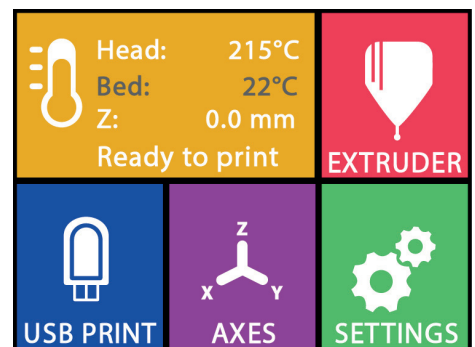 Head: 215°C
Bed: 22°C
Z: 0.0 mm
Ready to print
EXTRUDER
USB PRINT
Z
X Y
AXES
SETTINGS